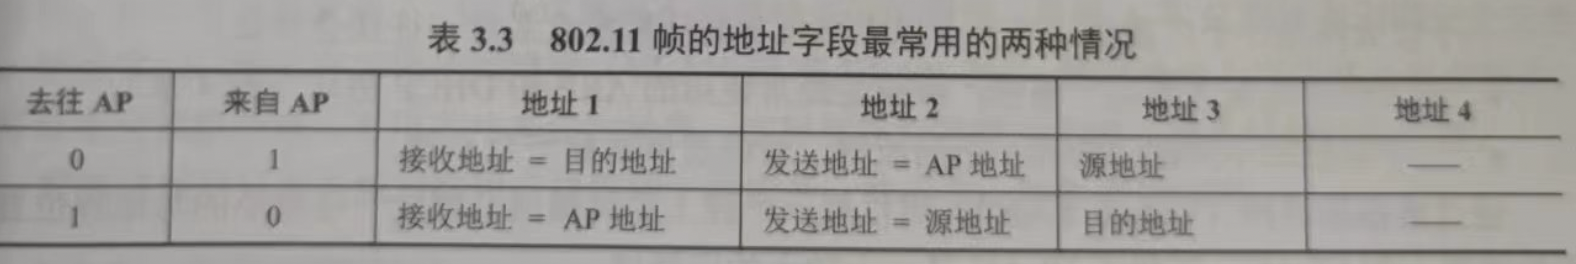 表 3.3 802.11 帧的地址字段最常用的两种情况
去往 AP 来自 AP 地址 1 地址 2 地址 3 地址 4
0 1 接收地址 = 目的地址 发送地址 = AP 地址 源地址 ——
1 0 接收地址 = AP 地址 发送地址 = 源地址 目的地址 ——